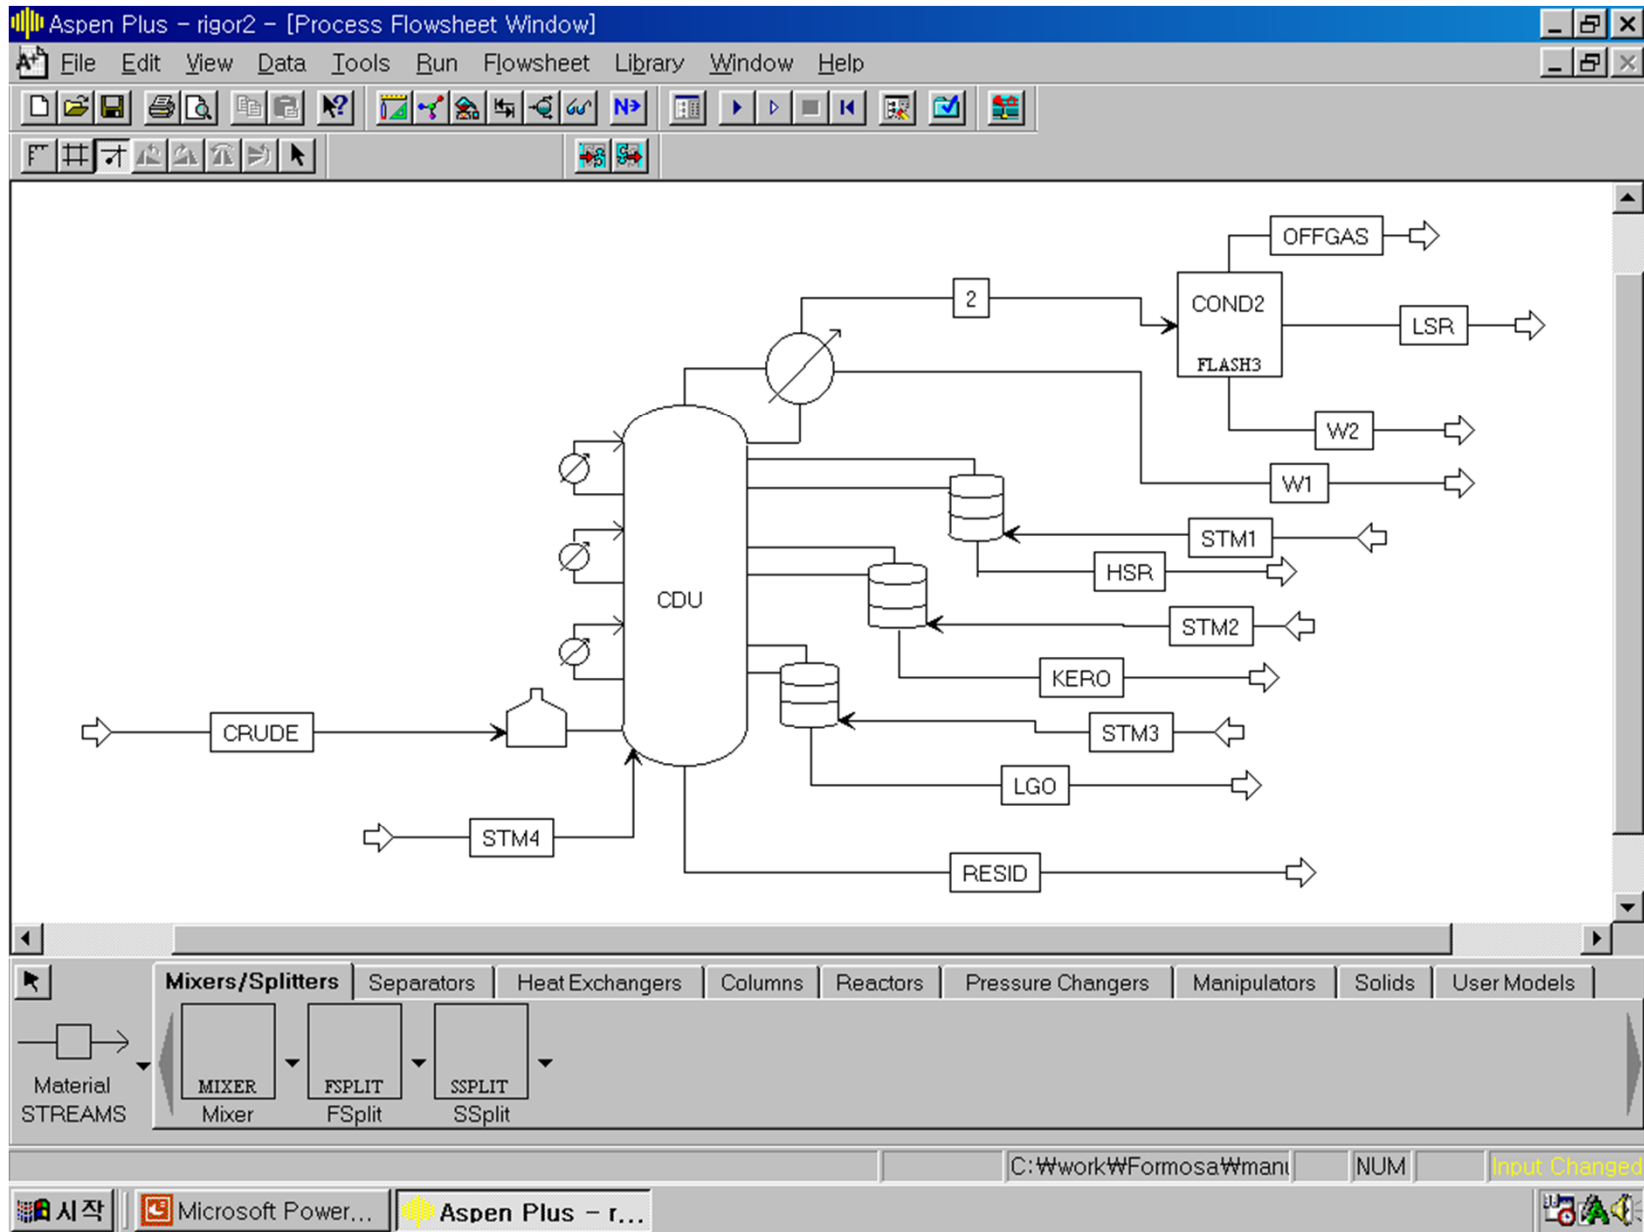 Aspen Plus - rigor2 - [Process Flowsheet Window]
File Edit View Data Tools Run Flowsheet Library Window Help
N>
OFFGAS
2
COND2
LSR
FLASH3
W2
W1
STM1
HSR
CDU
STM2
KERO
CRUDE
STM3
LGO
STM4
RESID
Mixers/Splitters Separators Heat Exchangers Columns Reactors Pressure Changers Manipulators Solids User Models
MIXER FSPLIT SSPLIT
Material
STREAMS
Mixer FSplit SSplit
C:₩work₩Formosa₩manu NUM Input Changed
시작 Microsoft Power... Aspen Plus - r...